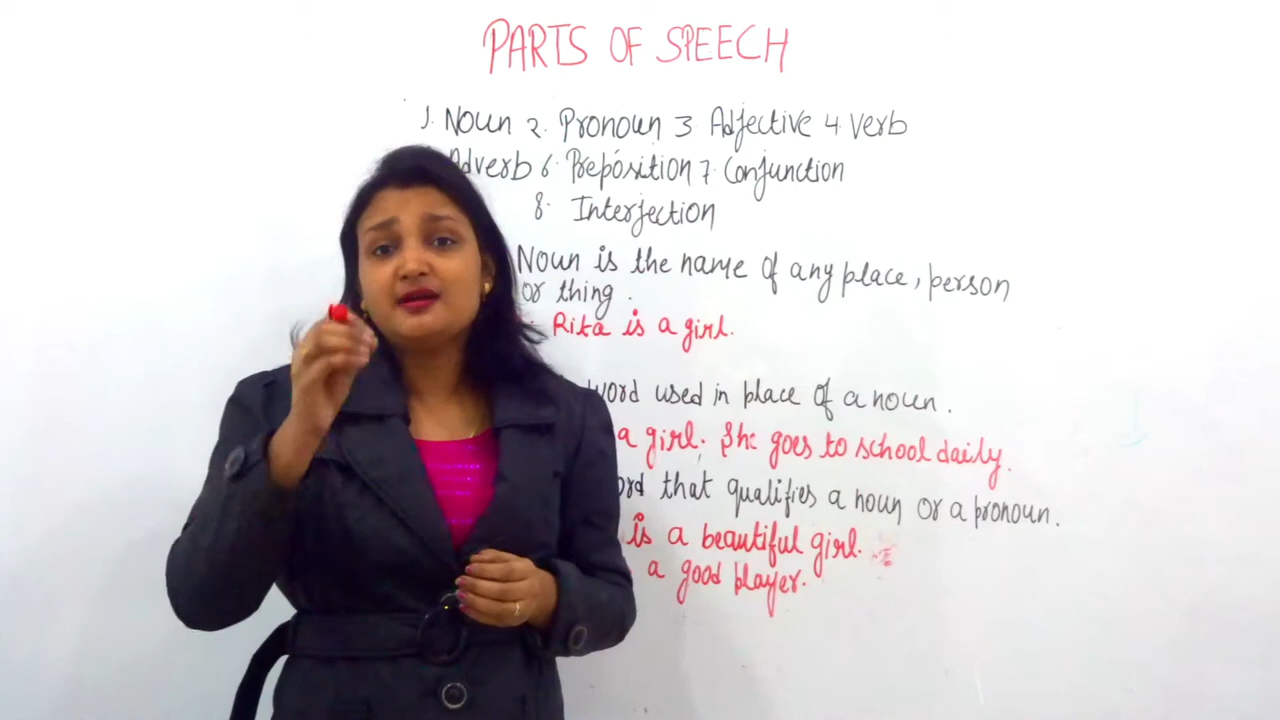 PARTS OF SPEECH
1. Noun 2. Pronoun 3 Adjective 4. Verb
Adverb 6. Preposition 7. Conjunction
8. Interjection
Noun is the name of any place, person
or thing.
Rita is a girl.
word used in place of a noun.
a girl. She goes to school daily.
that qualifies a noun or a pronoun.
is a beautiful girl.
a good player.